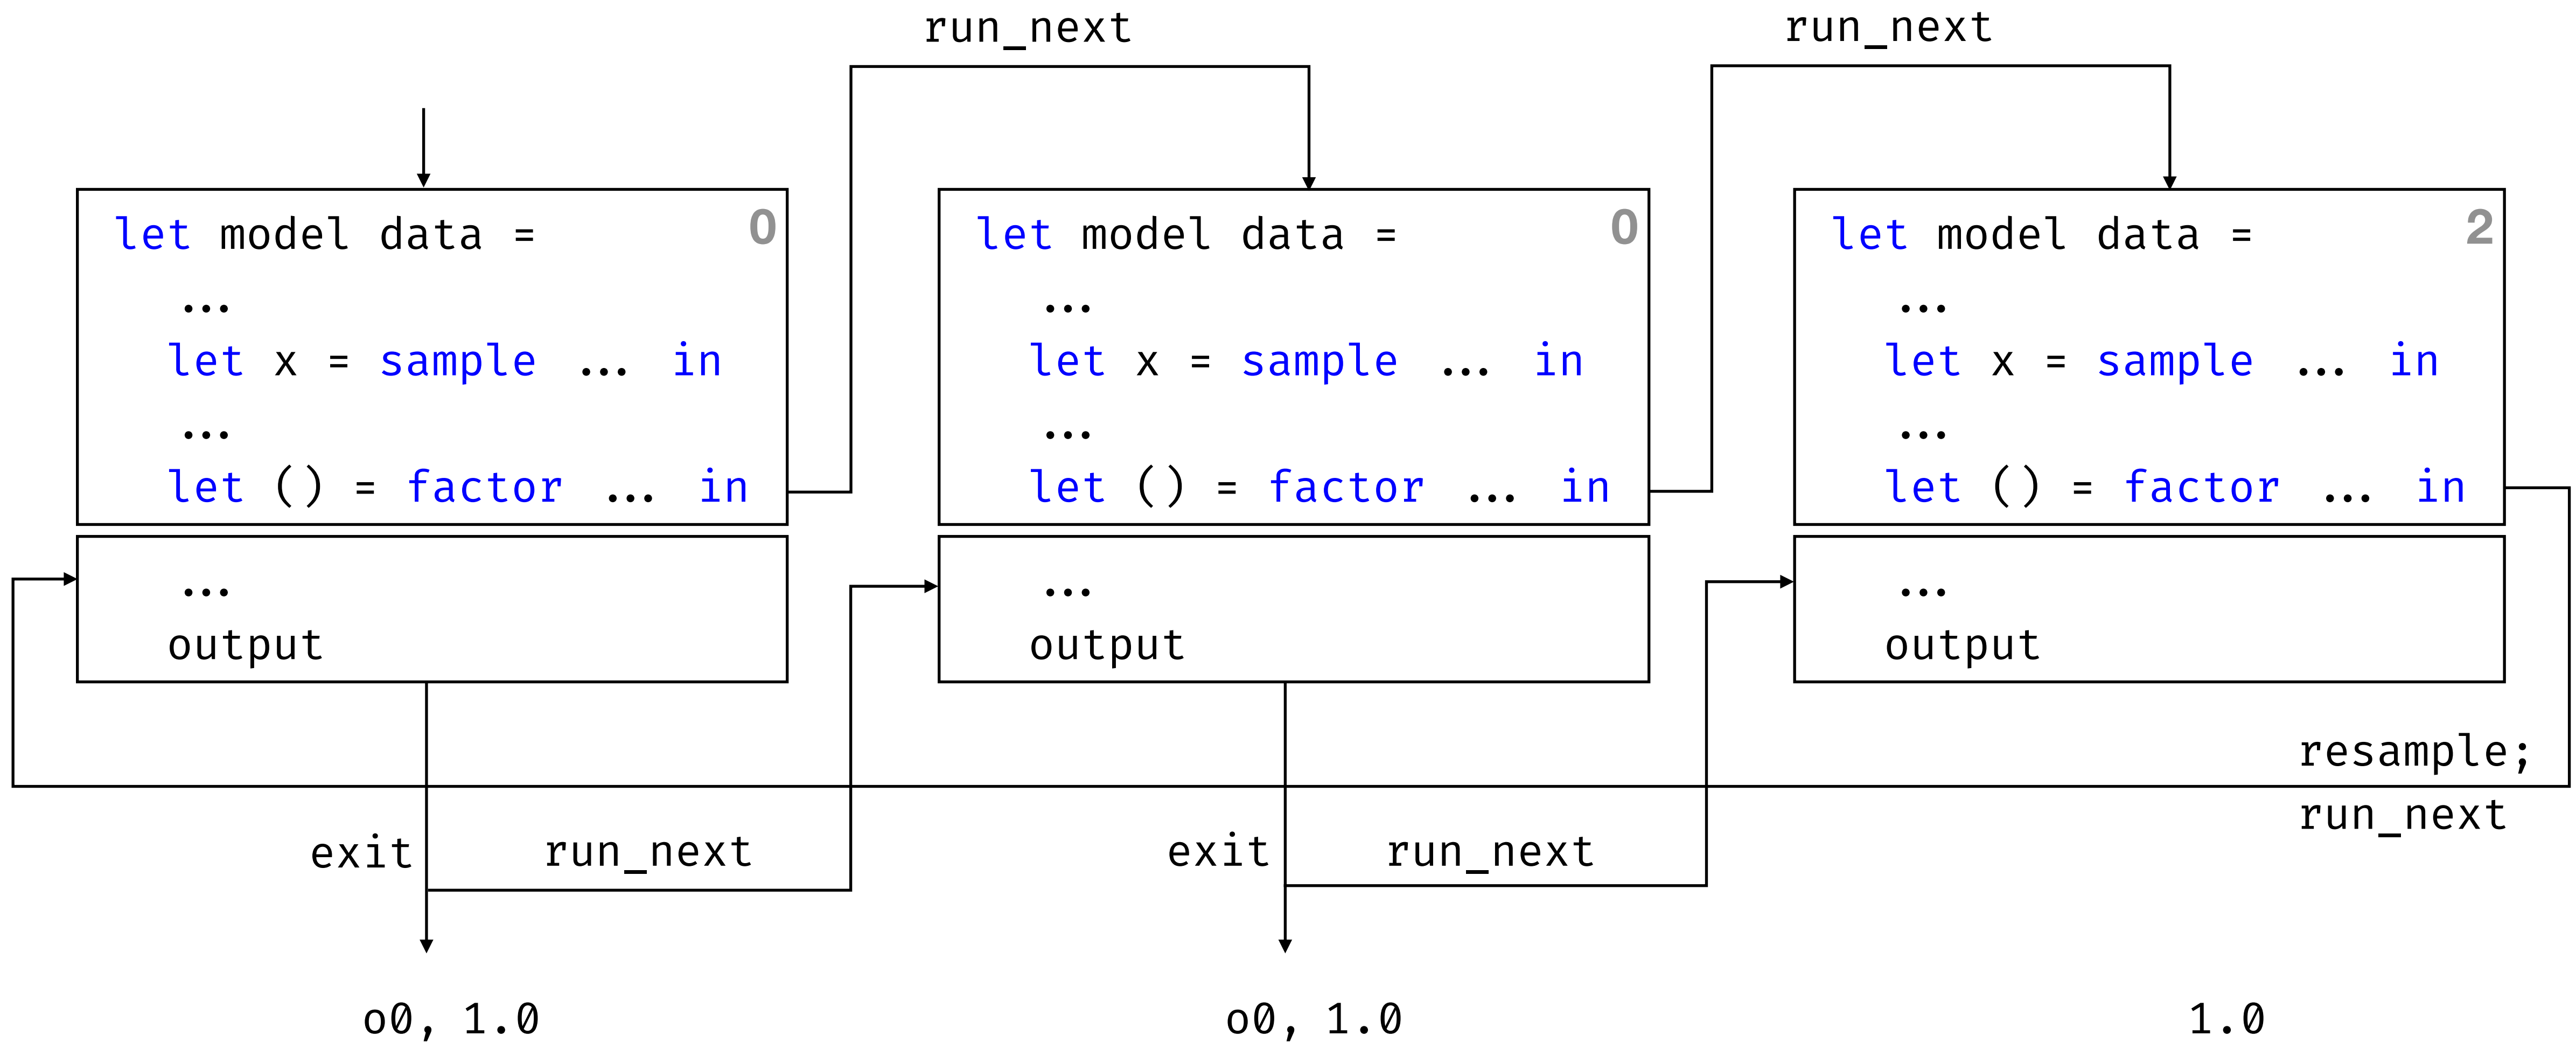 run_next
run_next
let model data = 0
...
let x = sample ... in
...
let () = factor ... in
...
output
let model data = 0
...
let x = sample ... in
...
let () = factor ... in
...
output
let model data = 2
...
let x = sample ... in
...
let () = factor ... in
...
output
resample;
run_next
exit
run_next
exit
run_next
o0, 1.0
o0, 1.0
1.0